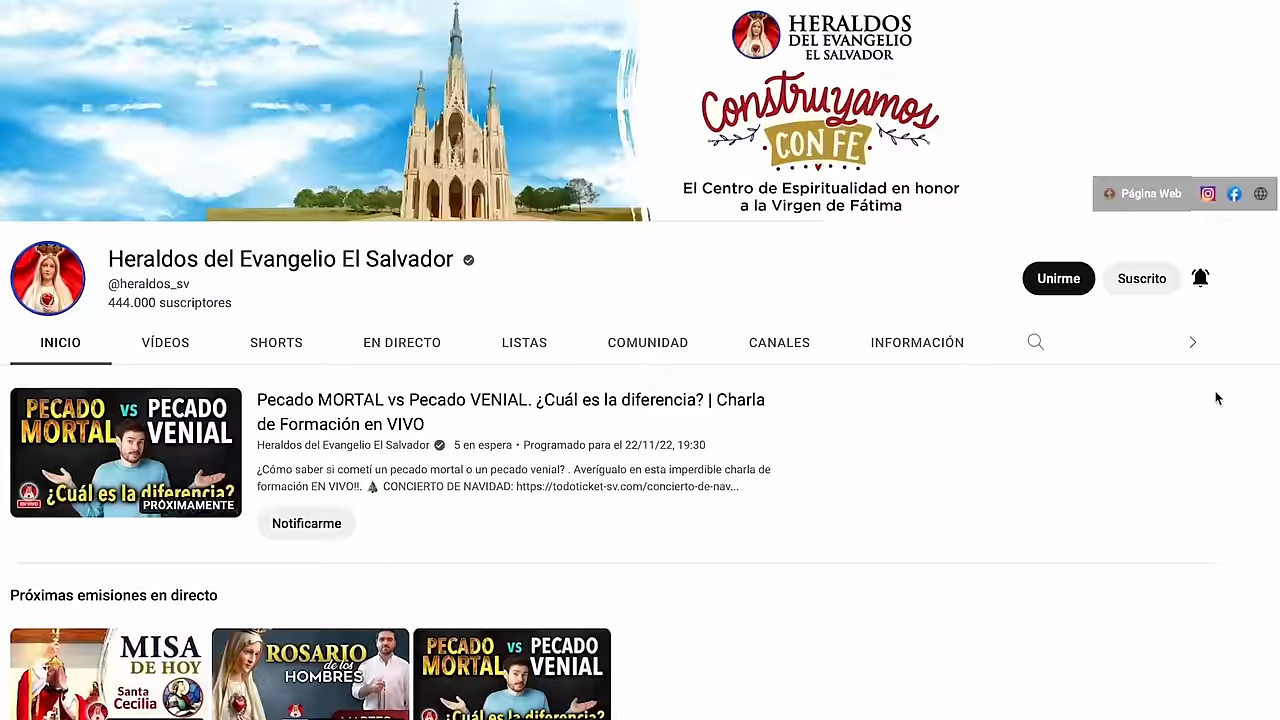 HERALDOS
DEL EVANGELIO
EL SALVADOR
Construyamos
CON FE
El Centro de Espiritualidad en honor
a la Virgen de Fátima
Página Web
Heraldos del Evangelio El Salvador
@heraldos_sv
444.000 suscriptores
Unirme
Suscrito
INICIO
VÍDEOS
SHORTS
EN DIRECTO
LISTAS
COMUNIDAD
CANALES
INFORMACIÓN
PECADO VS PECADO
MORTAL VENIAL
¿Cuál es la diferencia?
EN VIVO
PRÓXIMAMENTE
Pecado MORTAL vs Pecado VENIAL. ¿Cuál es la diferencia? | Charla
de Formación en VIVO
Heraldos del Evangelio El Salvador 5 en espera • Programado para el 22/11/22, 19:30
¿Cómo saber si cometí un pecado mortal o un pecado venial? . Averígualo en esta imperdible charla de
formación EN VIVO!!. 🎄 CONCIERTO DE NAVIDAD: https://todoticket-sv.com/concierto-de-nav...
Notificarme
Próximas emisiones en directo
MISA
DE HOY
Santa
Cecilia
ROSARIO
de los
HOMBRES
MARTES
PECADO VS PECADO
MORTAL VENIAL
¿Cuál es la diferencia?